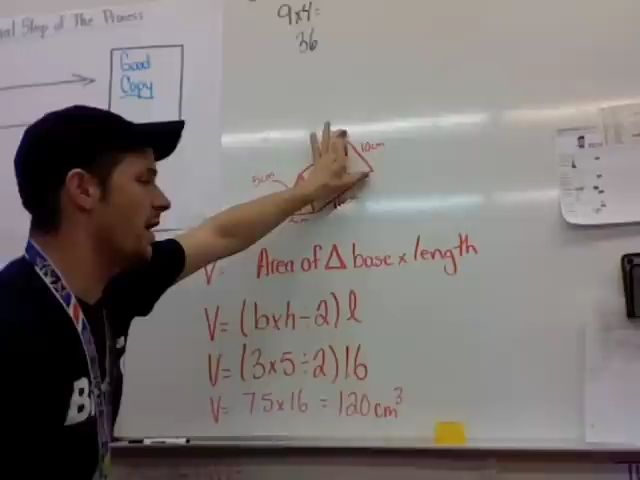 Step of The Process
Good
Copy
9x4=
36
10cm
5cm
V= Area of Δ base x length
V= (bxh÷2) l
V= (3x5÷2) 16
V= 7.5x16 = 120cm³